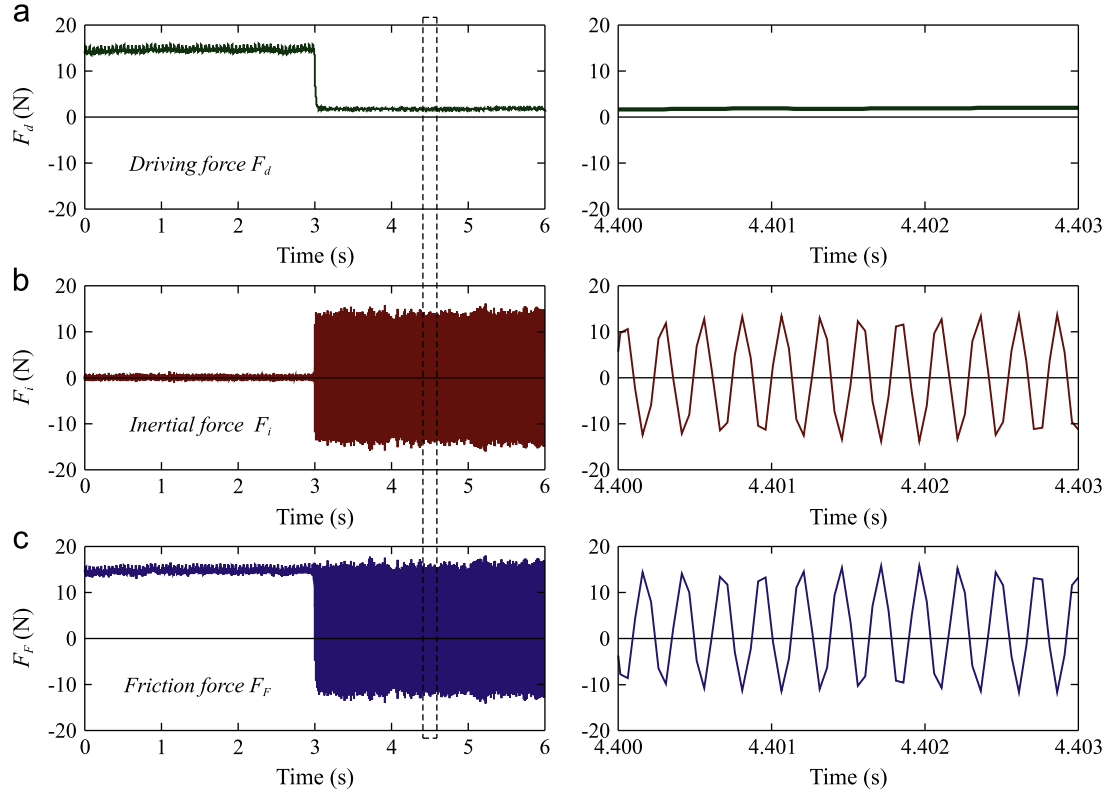 a
20
10
0
-10
-20
F_d (N)
Driving force F_d
0 1 2 3 4 5 6
Time (s)
20
10
0
-10
-20
4.400 4.401 4.402 4.403
Time (s)
b
20
10
0
-10
-20
F_i (N)
Inertial force F_i
0 1 2 3 4 5 6
Time (s)
20
10
0
-10
-20
4.400 4.401 4.402 4.403
Time (s)
c
20
10
0
-10
-20
F_F (N)
Friction force F_F
0 1 2 3 4 5 6
Time (s)
20
10
0
-10
-20
4.400 4.401 4.402 4.403
Time (s)